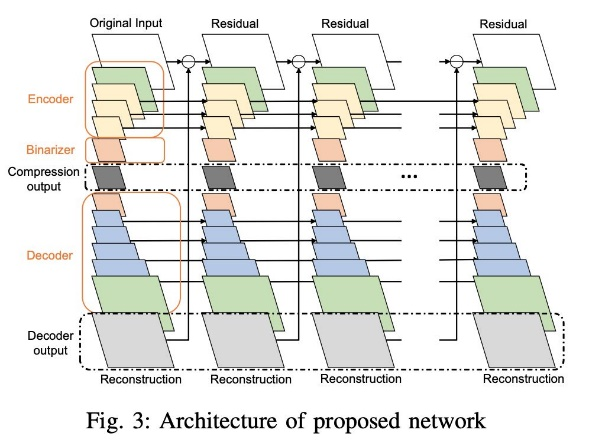 Original Input
Residual
Residual
Residual
Encoder
Binarizer
Compression
output
...
Decoder
Decoder
output
Reconstruction
Reconstruction
Reconstruction
Reconstruction
Fig. 3: Architecture of proposed network